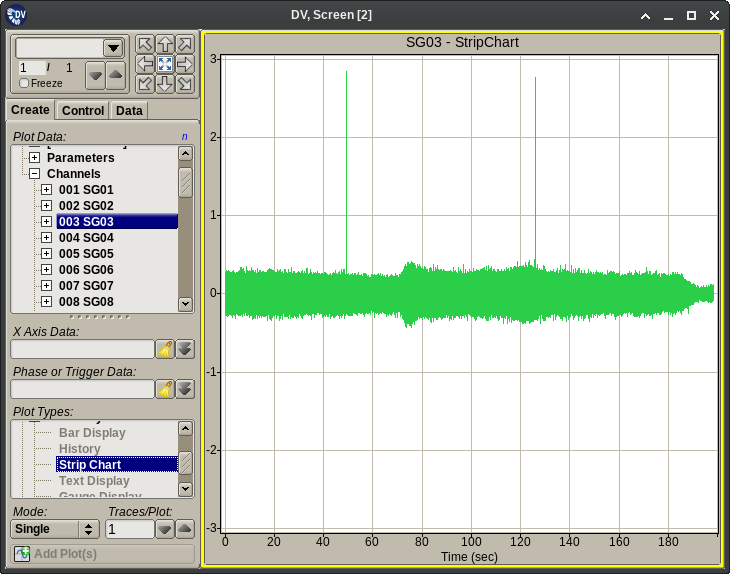 DV
DV, Screen [2]
1 / 1
Freeze
Create Control Data
Plot Data: n
Parameters
Channels
001 SG01
002 SG02
003 SG03
004 SG04
005 SG05
006 SG06
007 SG07
008 SG08
X Axis Data:
Phase or Trigger Data:
Plot Types:
Bar Display
History
Strip Chart
Text Display
Gauge Display
Mode: Traces/Plot:
Single 1
Add Plot(s)
SG03 - StripChart
3
2
1
0
-1
-2
-3
0 20 40 60 80 100 120 140 160 180
Time (sec)